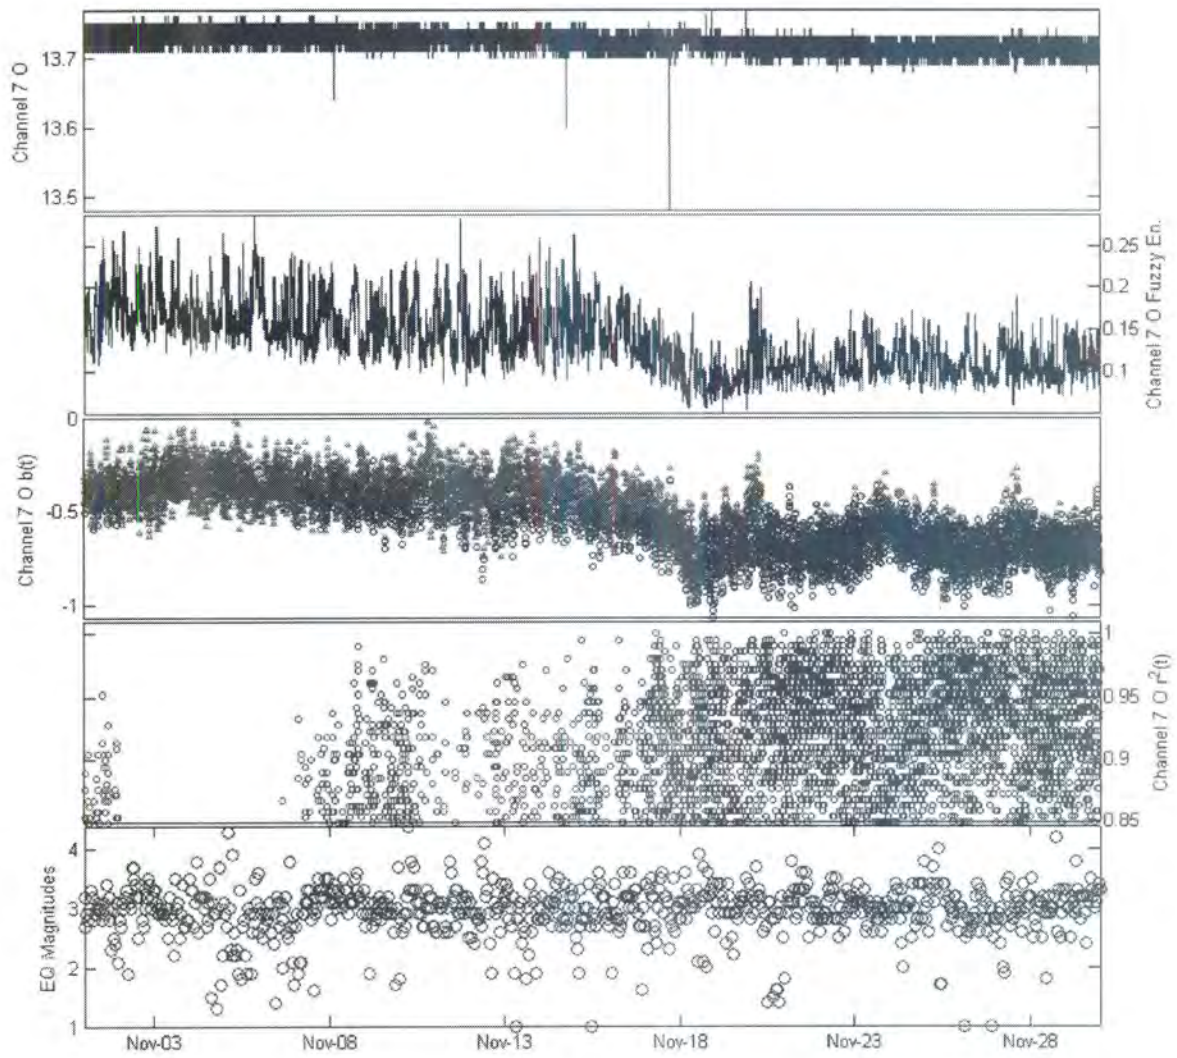 Channel 7 O
13.7
13.6
13.5
Channel 7 O Fuzzy En.
0.25
0.2
0.15
0.1
Channel 7 O b(t)
0
-0.5
-1
Channel 7 O r²(t)
1
0.95
0.9
0.85
EQ Magnitudes
4
3
2
1
Nov-03
Nov-08
Nov-13
Nov-18
Nov-23
Nov-28